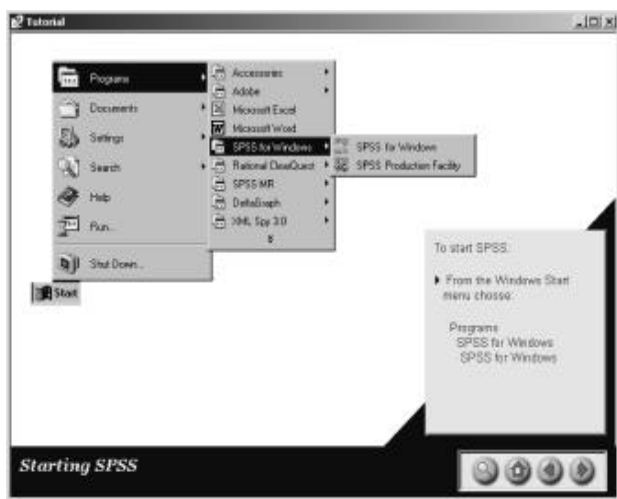 Tutorial
Programs
Documents
Settings
Search
Help
Run...
Shut Down...
Start
Accessories
Adobe
Microsoft Excel
Microsoft Word
SPSS for Windows
Rational ClearQuest
SPSS MR
DeltaGraph
XML Spy 3.0
SPSS for Windows
SPSS Production Facility
To start SPSS:
From the Windows Start
menu chosse:
Programs
SPSS for Windows
SPSS for Windows
Starting SPSS